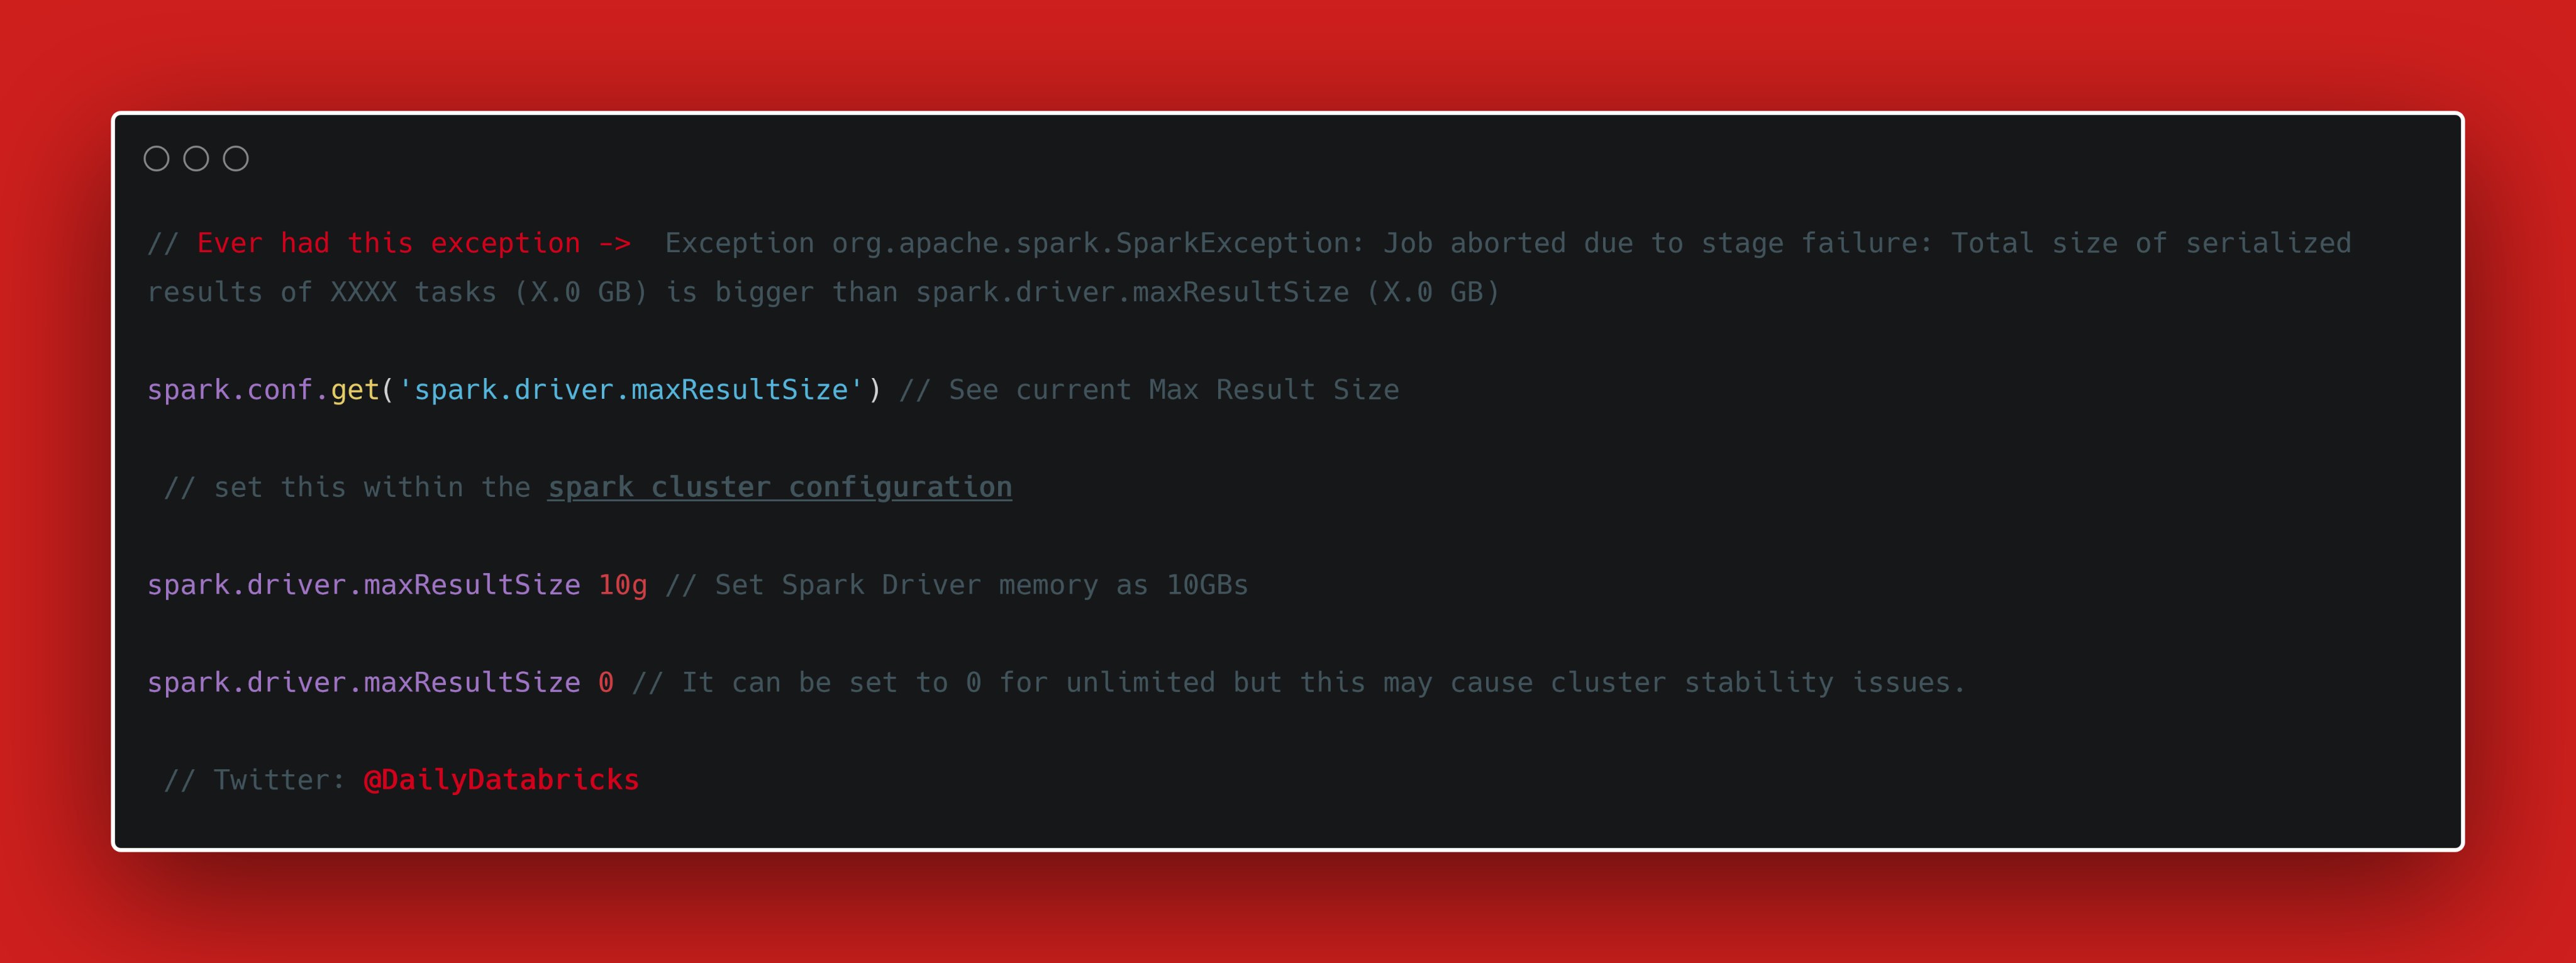 // Ever had this exception ->  Exception org.apache.spark.SparkException: Job aborted due to stage failure: Total size of serialized
results of XXXX tasks (X.0 GB) is bigger than spark.driver.maxResultSize (X.0 GB)
spark.conf.get('spark.driver.maxResultSize') // See current Max Result Size
// set this within the spark cluster configuration
spark.driver.maxResultSize 10g // Set Spark Driver memory as 10GBs
spark.driver.maxResultSize 0 // It can be set to 0 for unlimited but this may cause cluster stability issues.
// Twitter: @DailyDatabricks